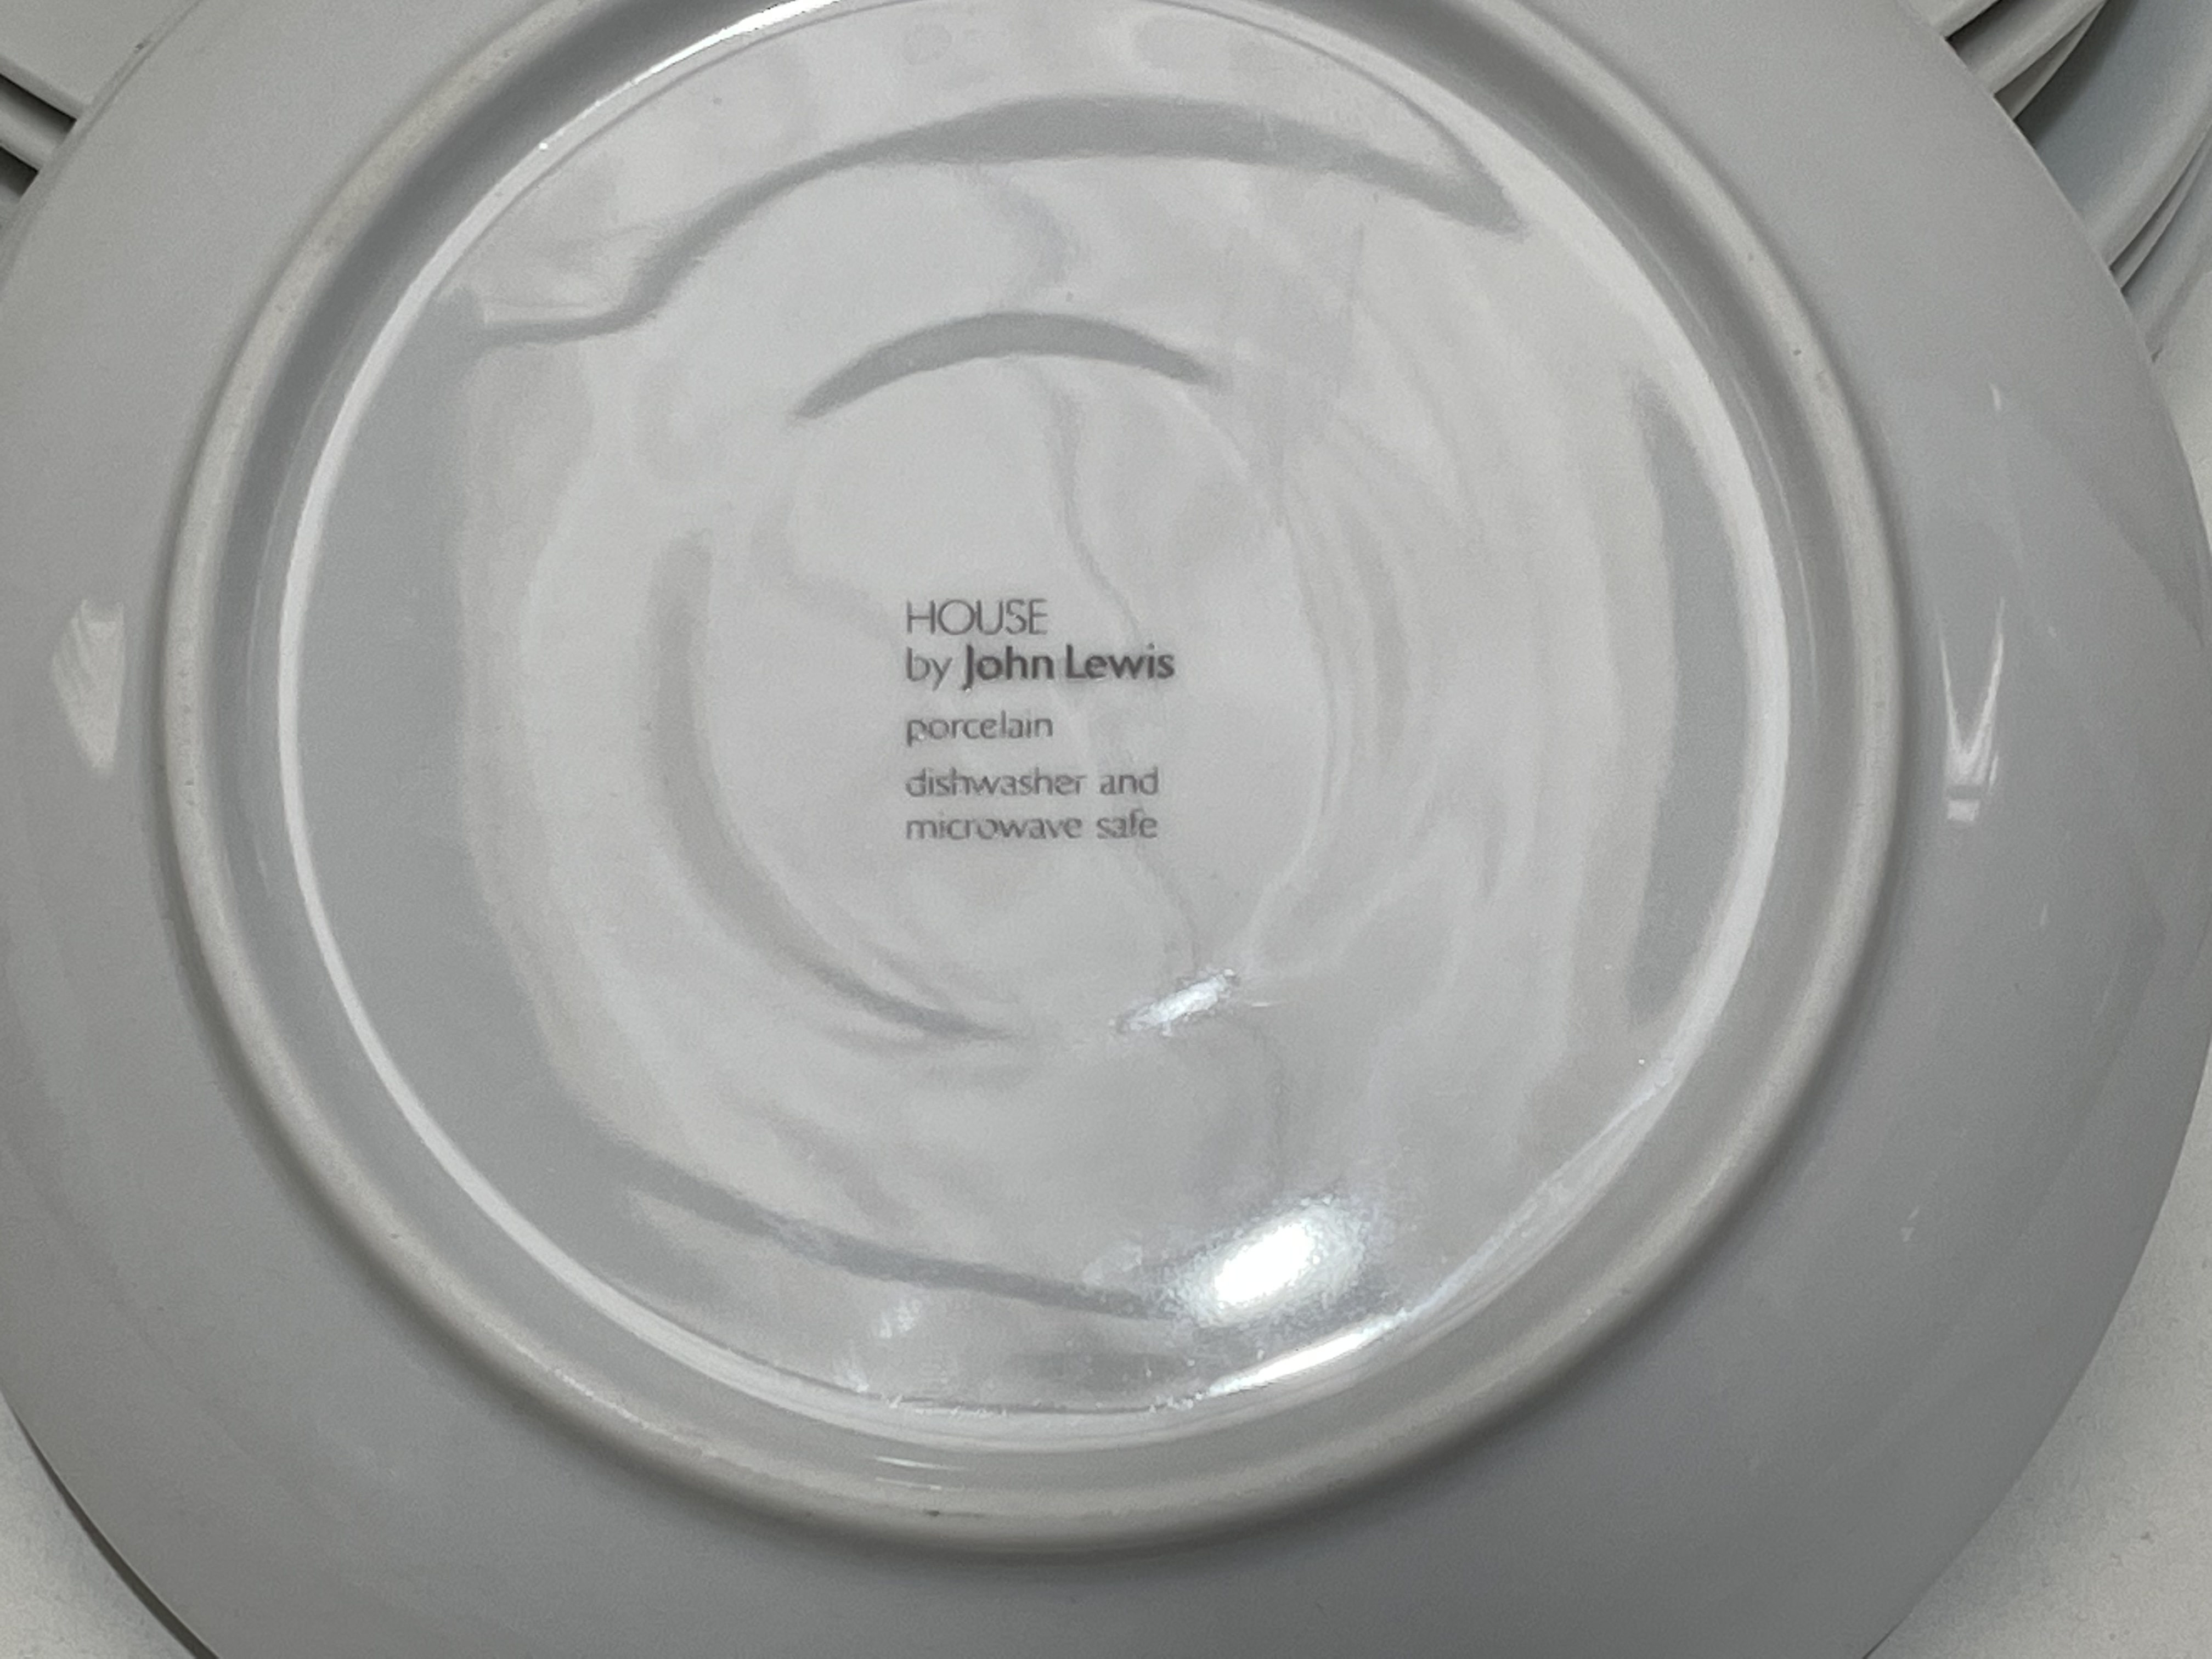 HOUSE
by John Lewis
porcelain
dishwasher and
microwave safe